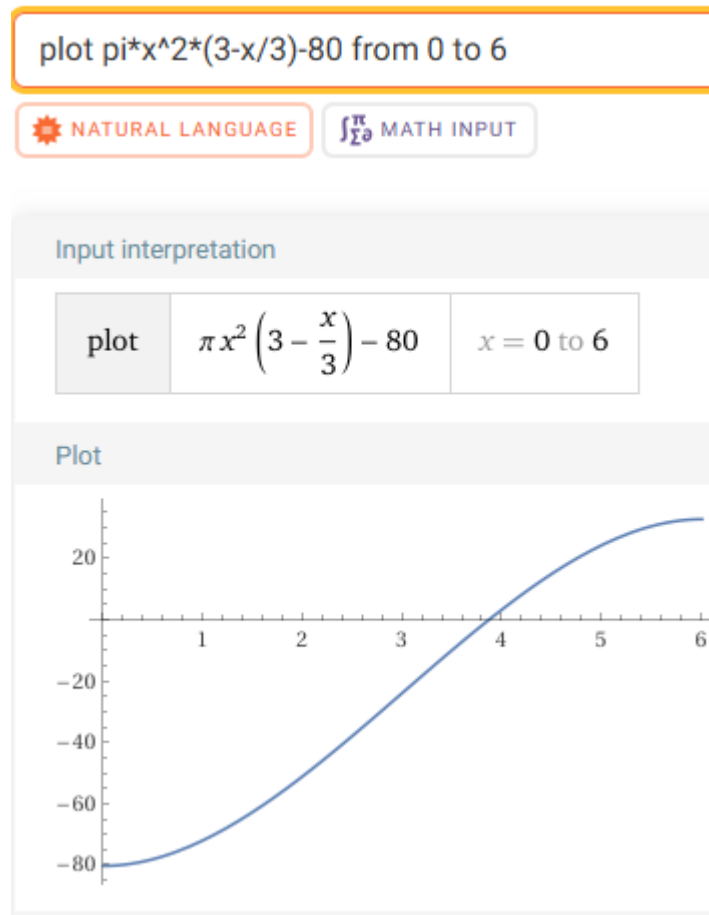 plot pi*x^2*(3-x/3)-80 from 0 to 6
NATURAL LANGUAGE
∫π Σ∂ MATH INPUT
Input interpretation
plot π x² (3 − x/3) − 80 x = 0 to 6
Plot
20
1 2 3 4 5 6
−20
−40
−60
−80